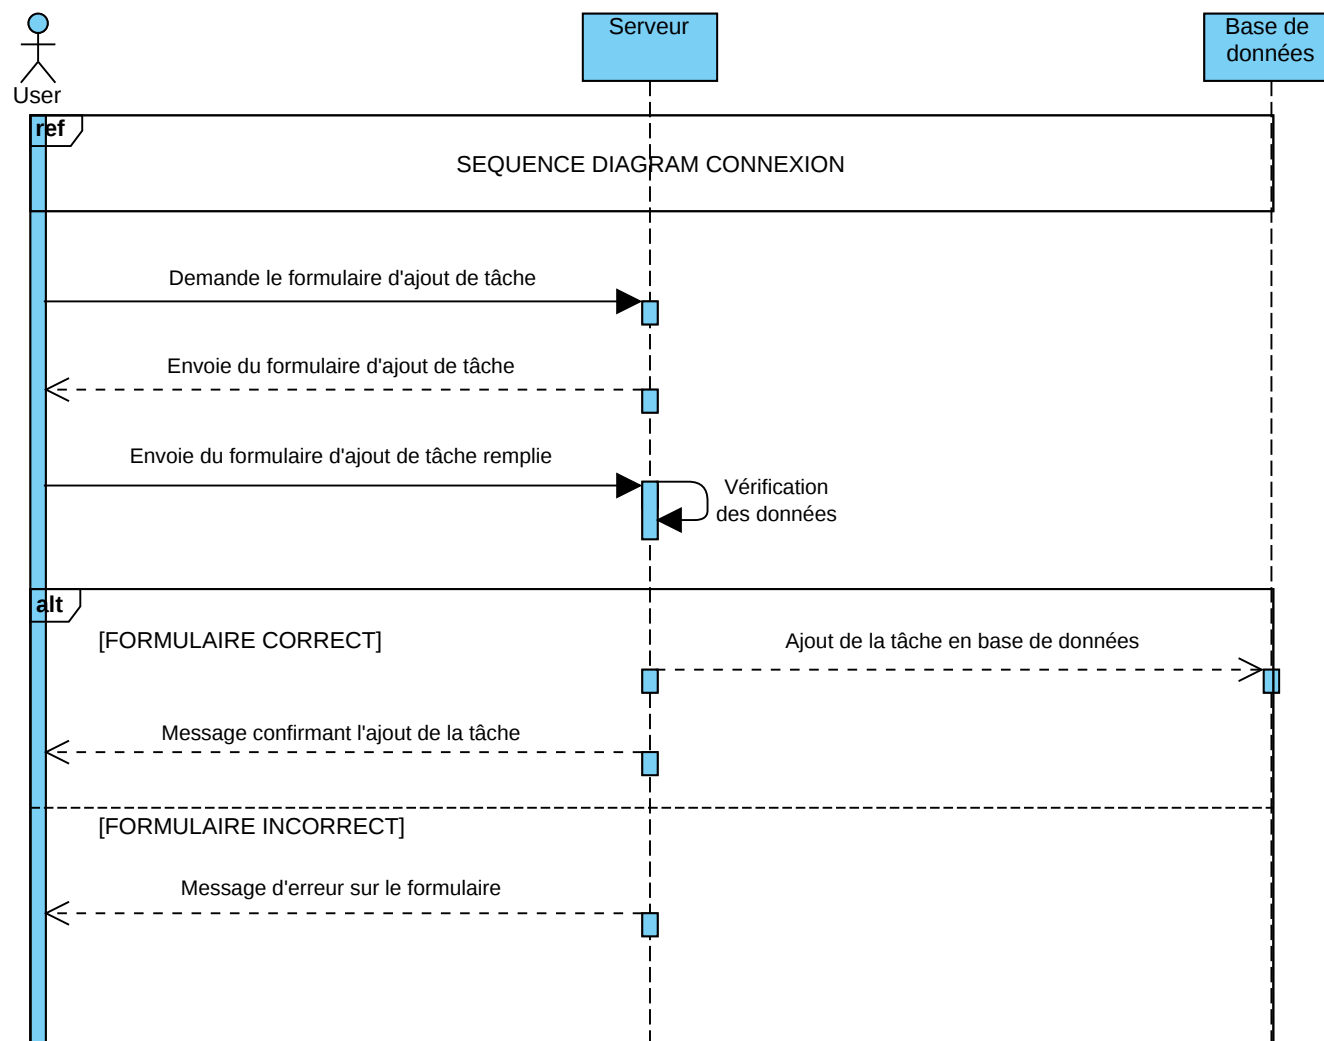 User
Serveur
Base de
données
ref
SEQUENCE DIAGRAM CONNEXION
Demande le formulaire d'ajout de tâche
Envoie du formulaire d'ajout de tâche
Envoie du formulaire d'ajout de tâche remplie
Vérification
des données
alt
[FORMULAIRE CORRECT]
Ajout de la tâche en base de données
Message confirmant l'ajout de la tâche
[FORMULAIRE INCORRECT]
Message d'erreur sur le formulaire